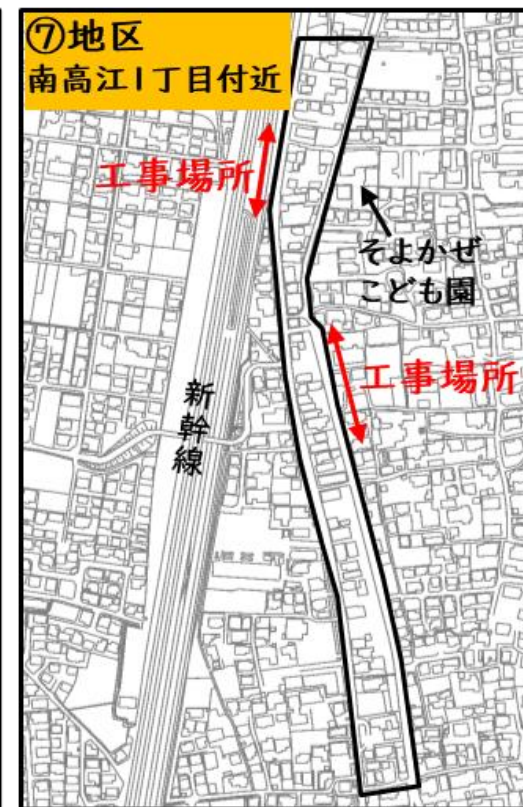 ⑦地区
南高江1丁目付近
工事場所
そよかぜ
こども園
工事場所
新幹線